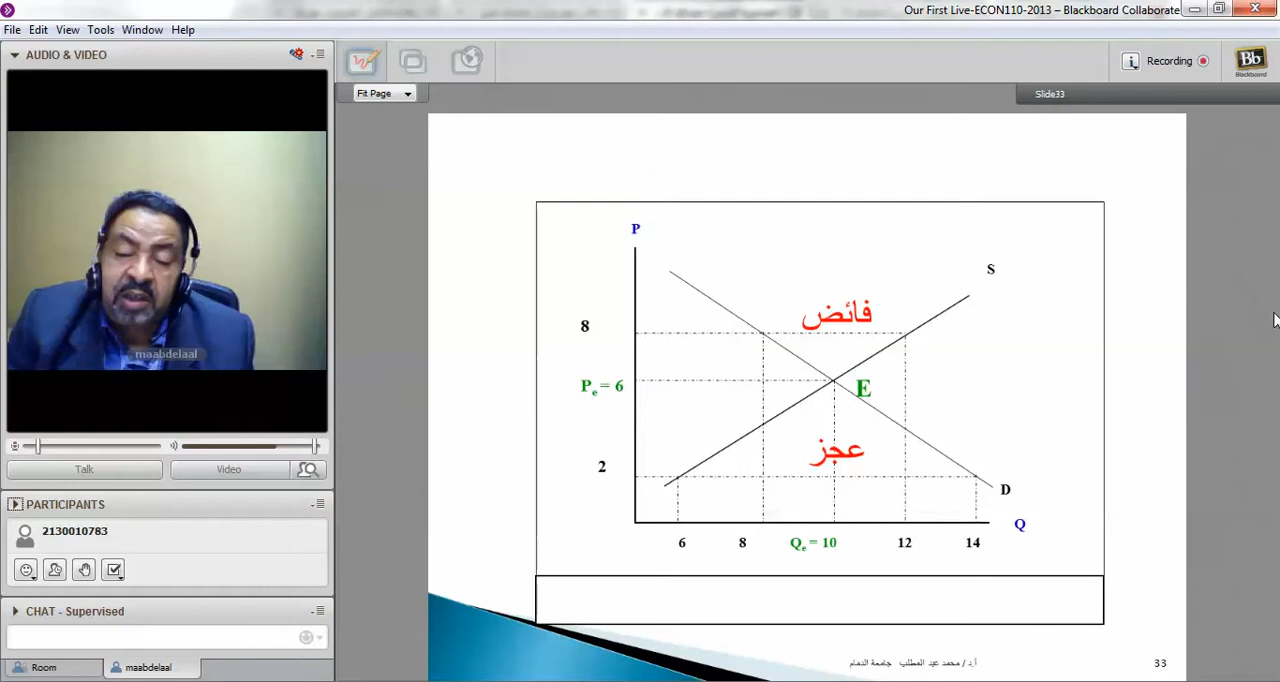 Our First Live-ECON110-2013 – Blackboard Collaborate
File Edit View Tools Window Help
AUDIO & VIDEO
Recording
Bb
Blackboard
Fit Page
Slide33
maabdelaal
Talk
Video
PARTICIPANTS
2130010783
CHAT - Supervised
Room
maabdelaal
P
S
8
فائض
Pe = 6
E
عجز
2
D
Q
6 8 Qe = 10 12 14
أ.د / محمد عبد المطلب جامعة الدمام
33